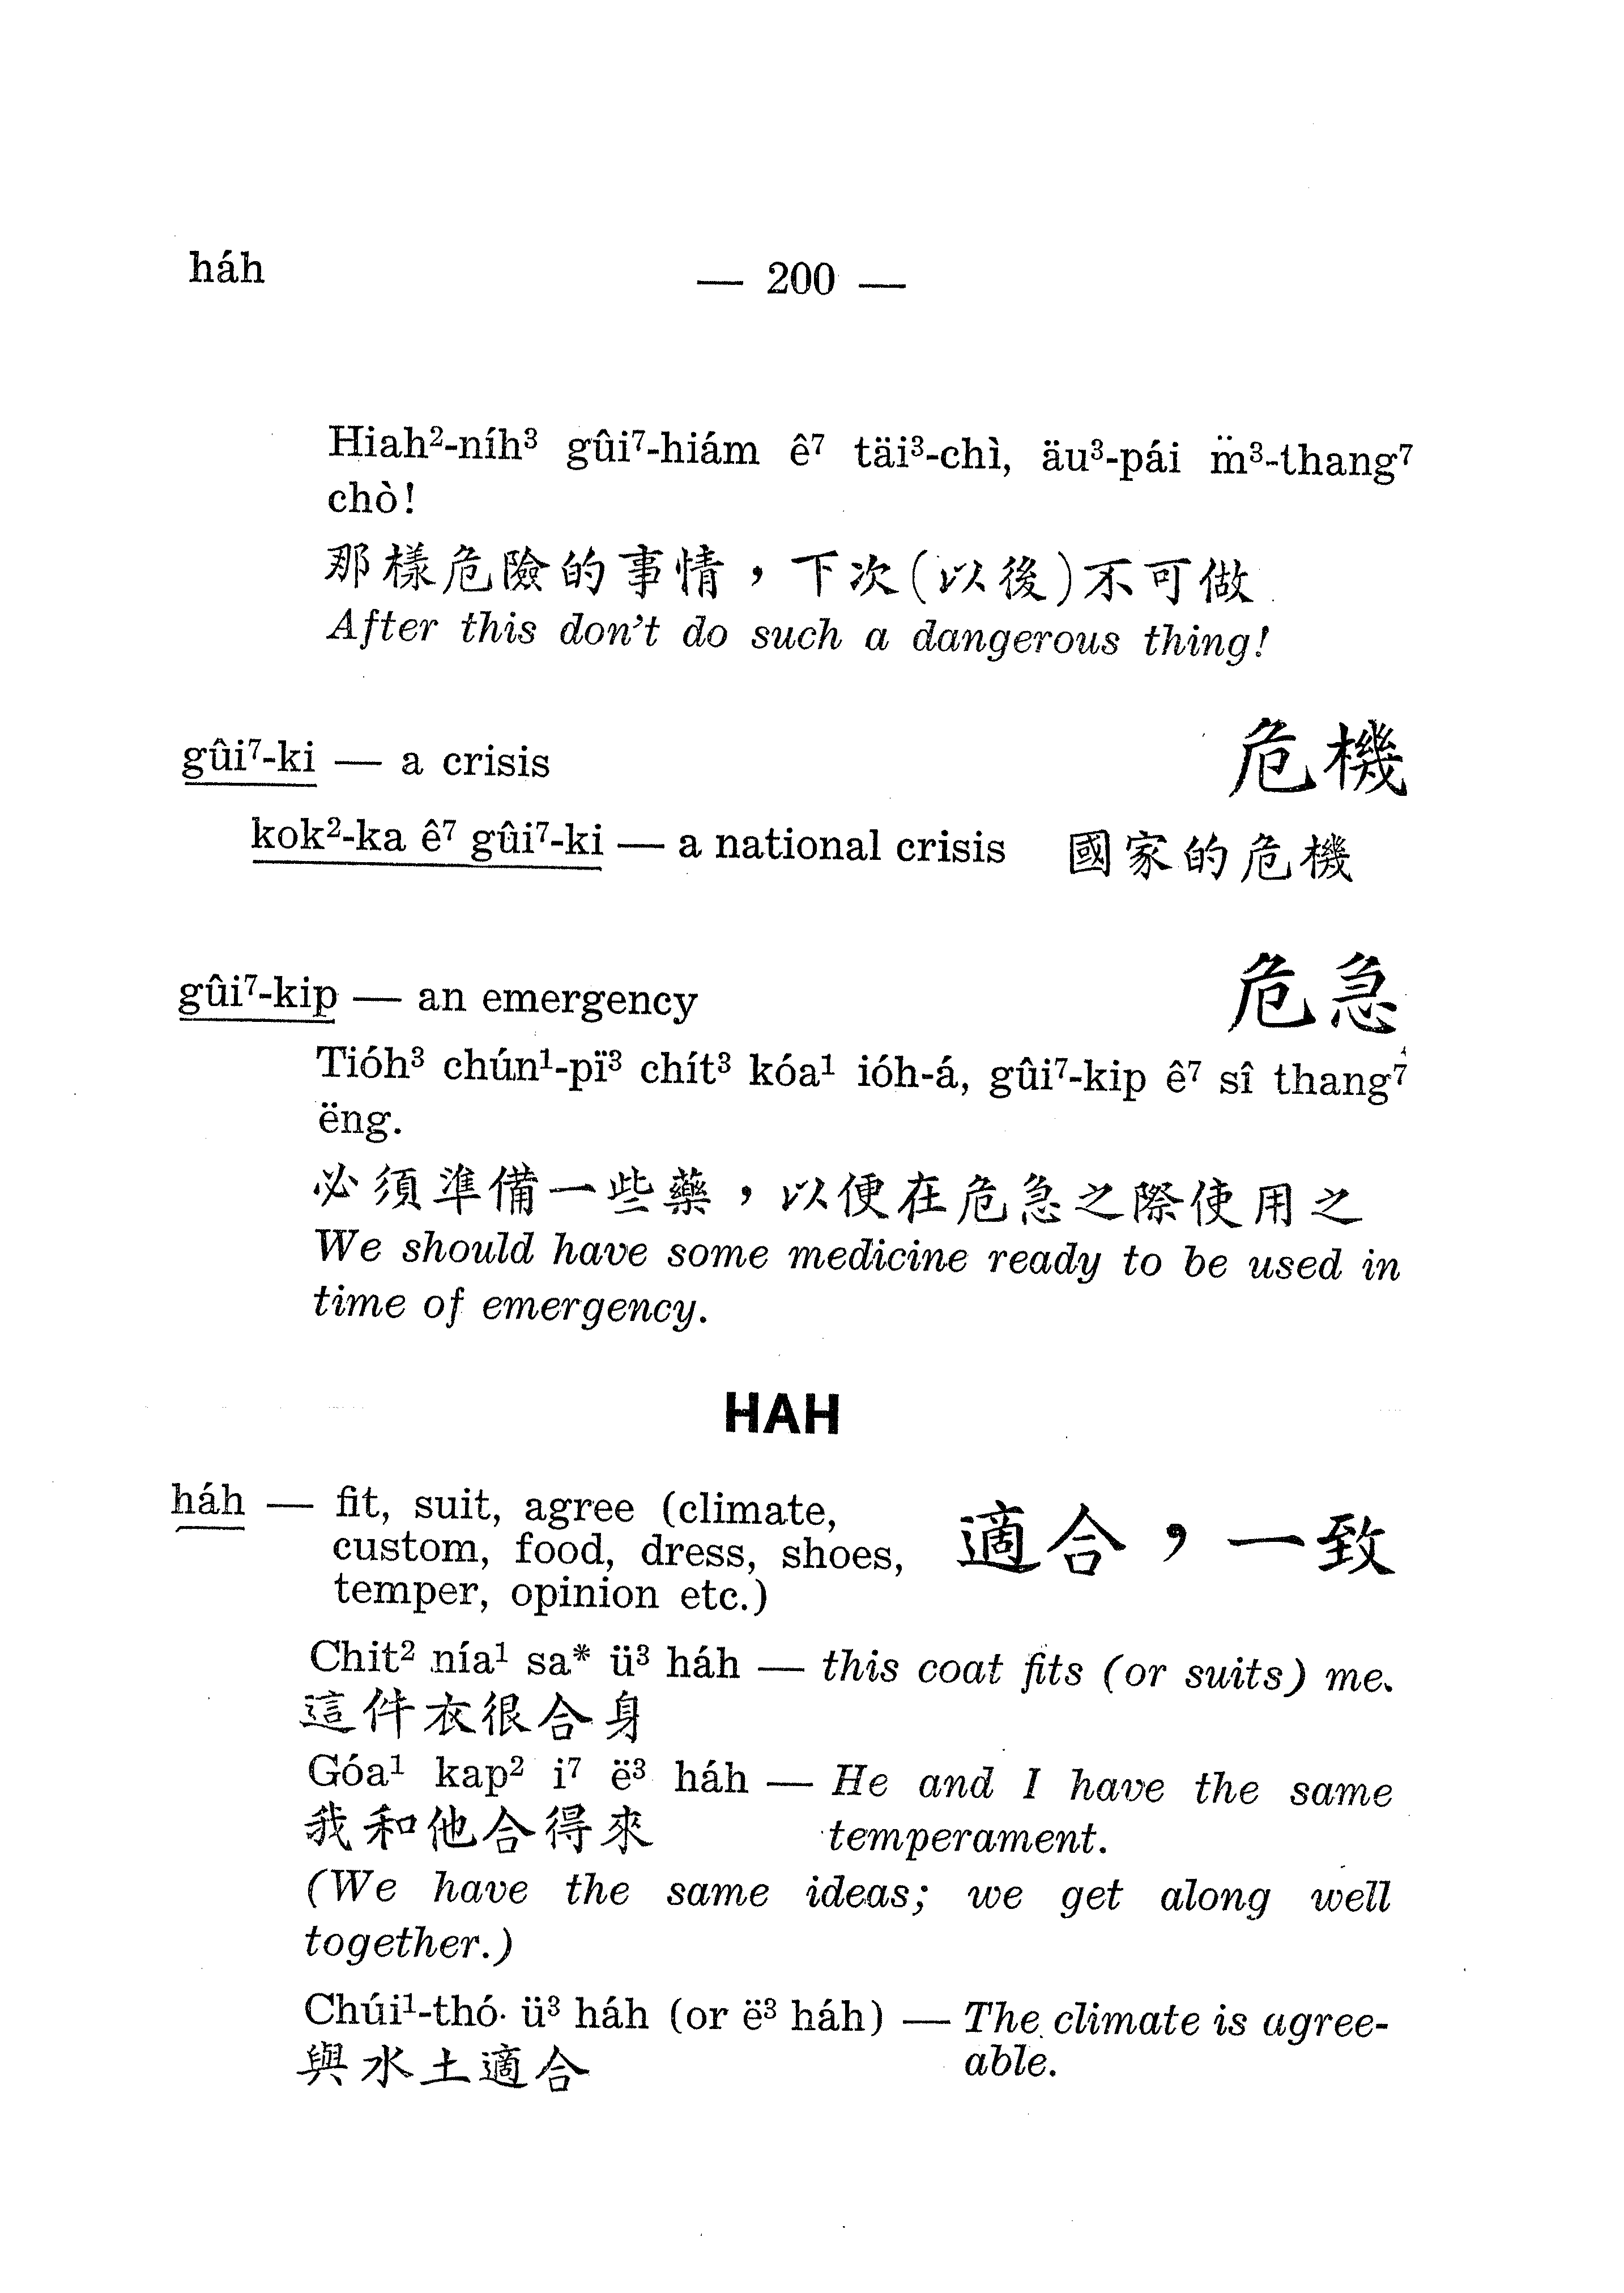 háh
— 200 —
Hiah²-níh³ gûi⁷-hiám ê⁷ täi³-chì, äu³-pái m̈³-thang⁷
chò!
那樣危險的事情，下次(以後)不可做
After this don't do such a dangerous thing!
gûi⁷-ki — a crisis 危機
kok²-ka ê⁷ gûi⁷-ki — a national crisis 國家的危機
gûi⁷-kip — an emergency 危急
Tióh³ chún¹-pï³ chít³ kóa¹ ióh-á, gûi⁷-kip ê⁷ sî thang⁷
ëng.
必須準備一些藥，以便在危急之際使用之
We should have some medicine ready to be used in
time of emergency.
HAH
háh — fit, suit, agree (climate,
custom, food, dress, shoes, 適合，一致
temper, opinion etc.)
Chit² nía¹ sa* ü³ háh — this coat fits (or suits) me.
這件衣很合身
Góa¹ kap² i⁷ ë³ háh — He and I have the same
我和他合得來 temperament.
(We have the same ideas; we get along well
together.)
Chúi¹-thó· ü³ háh (or ë³ háh) — The climate is agree-
與水土適合 able.